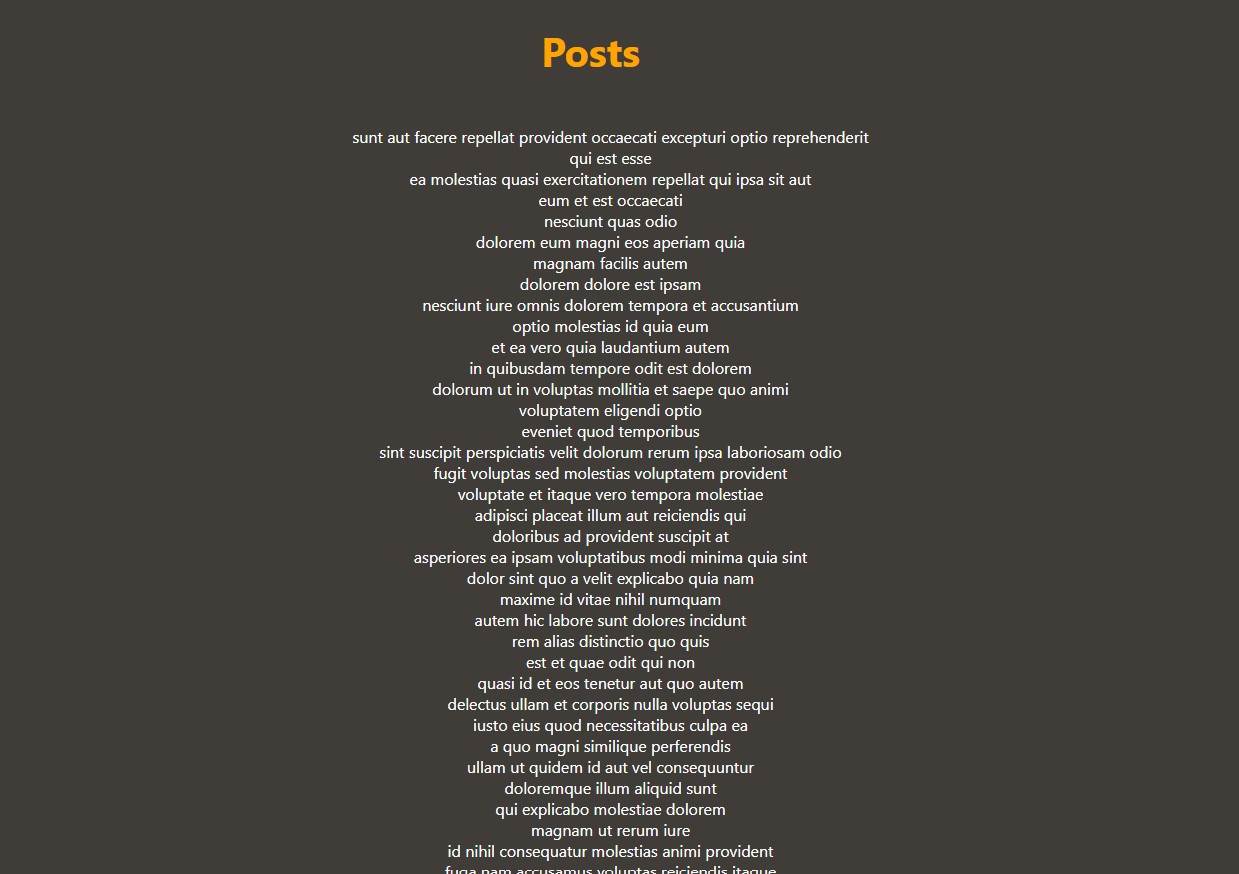 Posts
sunt aut facere repellat provident occaecati excepturi optio reprehenderit
qui est esse
ea molestias quasi exercitationem repellat qui ipsa sit aut
eum et est occaecati
nesciunt quas odio
dolorem eum magni eos aperiam quia
magnam facilis autem
dolorem dolore est ipsam
nesciunt iure omnis dolorem tempora et accusantium
optio molestias id quia eum
et ea vero quia laudantium autem
in quibusdam tempore odit est dolorem
dolorum ut in voluptas mollitia et saepe quo animi
voluptatem eligendi optio
eveniet quod temporibus
sint suscipit perspiciatis velit dolorum rerum ipsa laboriosam odio
fugit voluptas sed molestias voluptatem provident
voluptate et itaque vero tempora molestiae
adipisci placeat illum aut reiciendis qui
doloribus ad provident suscipit at
asperiores ea ipsam voluptatibus modi minima quia sint
dolor sint quo a velit explicabo quia nam
maxime id vitae nihil numquam
autem hic labore sunt dolores incidunt
rem alias distinctio quo quis
est et quae odit qui non
quasi id et eos tenetur aut quo autem
delectus ullam et corporis nulla voluptas sequi
iusto eius quod necessitatibus culpa ea
a quo magni similique perferendis
ullam ut quidem id aut vel consequuntur
doloremque illum aliquid sunt
qui explicabo molestiae dolorem
magnam ut rerum iure
id nihil consequatur molestias animi provident
fuga nam accusamus voluptas reiciendis itaque